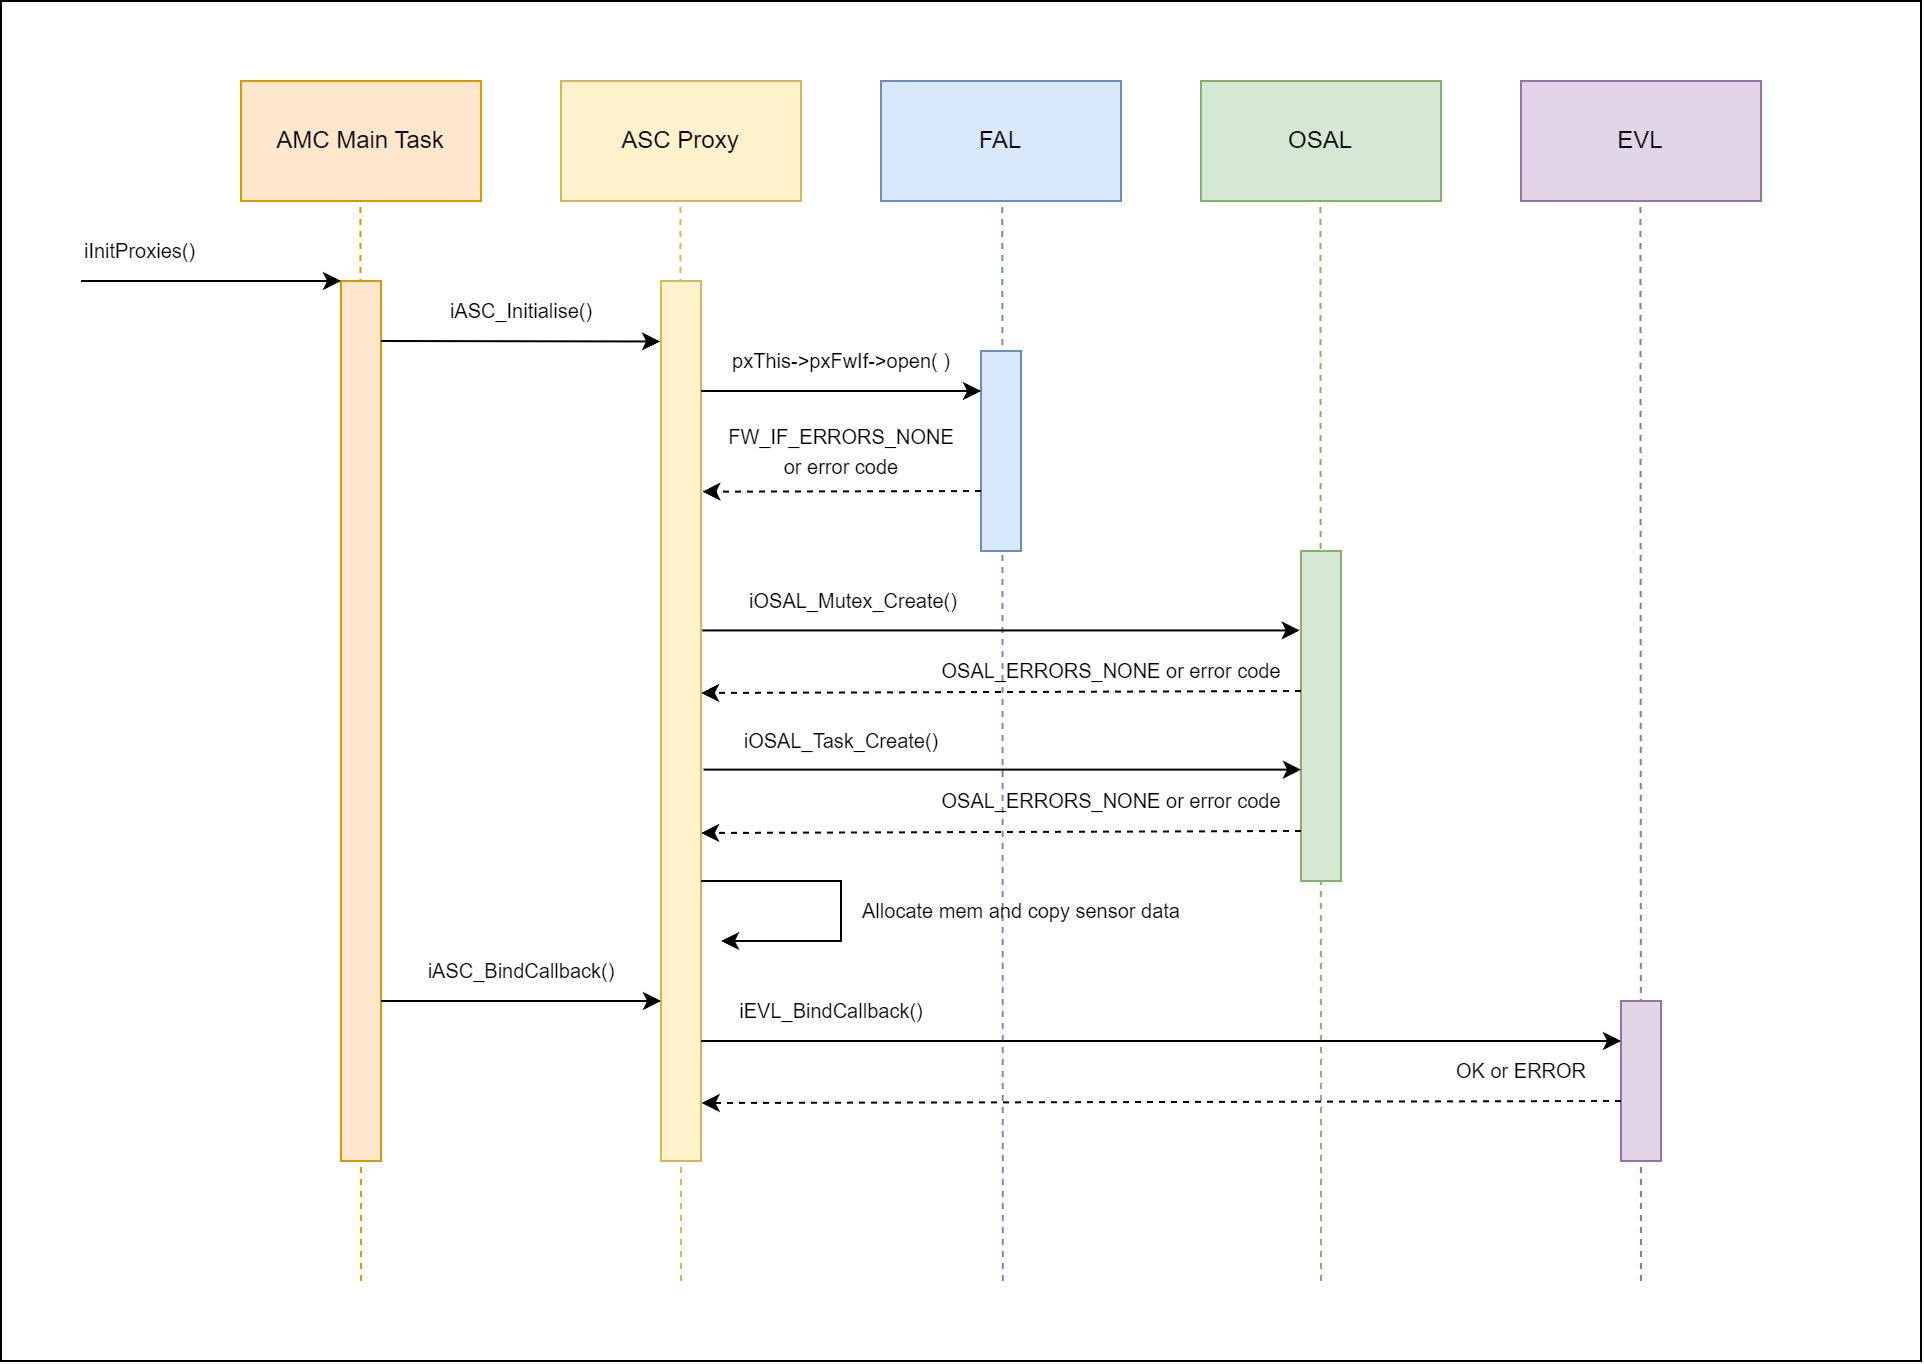 AMC Main Task
ASC Proxy
FAL
OSAL
EVL
iInitProxies()
iASC_Initialise()
pxThis->pxFwIf->open( )
FW_IF_ERRORS_NONE
or error code
iOSAL_Mutex_Create()
OSAL_ERRORS_NONE or error code
iOSAL_Task_Create()
OSAL_ERRORS_NONE or error code
Allocate mem and copy sensor data
iASC_BindCallback()
iEVL_BindCallback()
OK or ERROR